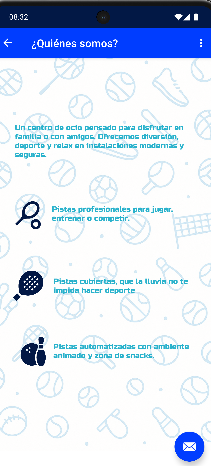 08:32
¿Quiénes somos?
Un centro de ocio pensado para disfrutar en
familia o con amigos. Ofrecemos diversión,
deporte y relax en instalaciones modernas y
seguras.
Pistas profesionales para jugar,
entrenar o competir.
Pistas cubiertas, que la lluvia no te
impida hacer deporte
Pistas automatizadas con ambiente
animado y zona de snacks.